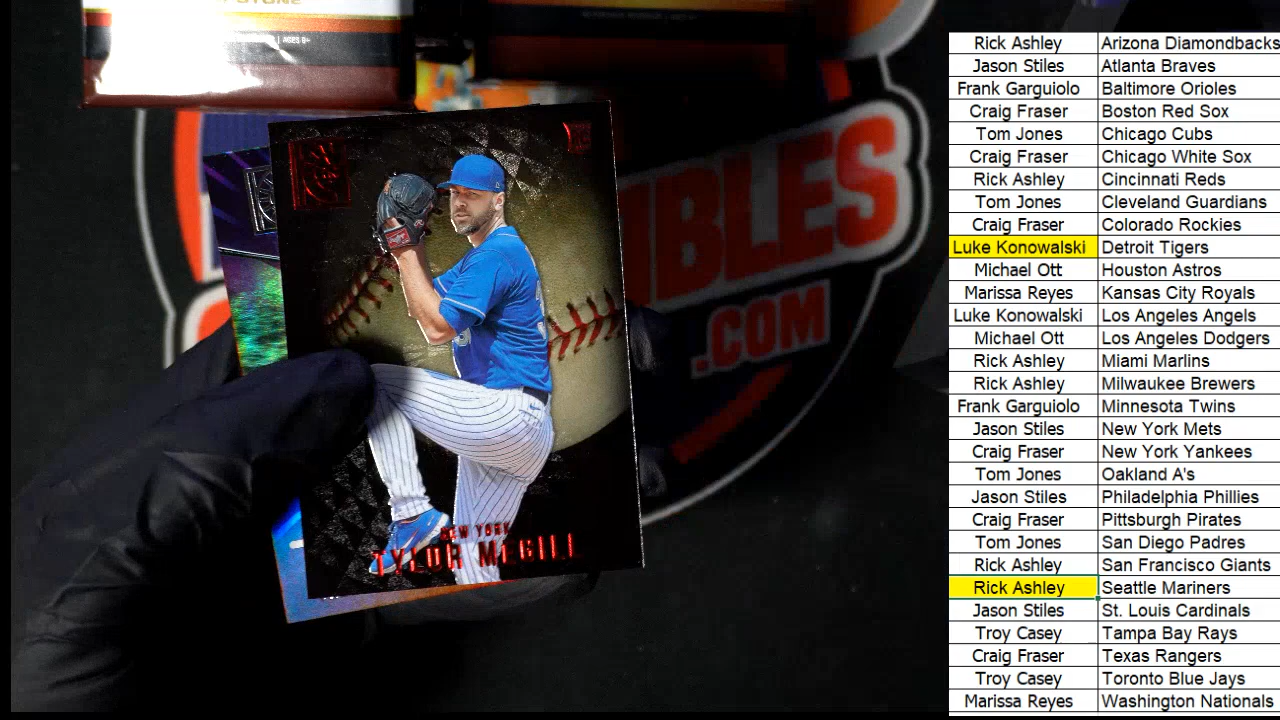 AGES 8+
IBLES
.COM
NEW YORK
TYLOR MEGILL
Rick Ashley Arizona Diamondbacks
Jason Stiles Atlanta Braves
Frank Garguiolo Baltimore Orioles
Craig Fraser Boston Red Sox
Tom Jones Chicago Cubs
Craig Fraser Chicago White Sox
Rick Ashley Cincinnati Reds
Tom Jones Cleveland Guardians
Craig Fraser Colorado Rockies
Luke Konowalski Detroit Tigers
Michael Ott Houston Astros
Marissa Reyes Kansas City Royals
Luke Konowalski Los Angeles Angels
Michael Ott Los Angeles Dodgers
Rick Ashley Miami Marlins
Rick Ashley Milwaukee Brewers
Frank Garguiolo Minnesota Twins
Jason Stiles New York Mets
Craig Fraser New York Yankees
Tom Jones Oakland A's
Jason Stiles Philadelphia Phillies
Craig Fraser Pittsburgh Pirates
Tom Jones San Diego Padres
Rick Ashley San Francisco Giants
Rick Ashley Seattle Mariners
Jason Stiles St. Louis Cardinals
Troy Casey Tampa Bay Rays
Craig Fraser Texas Rangers
Troy Casey Toronto Blue Jays
Marissa Reyes Washington Nationals